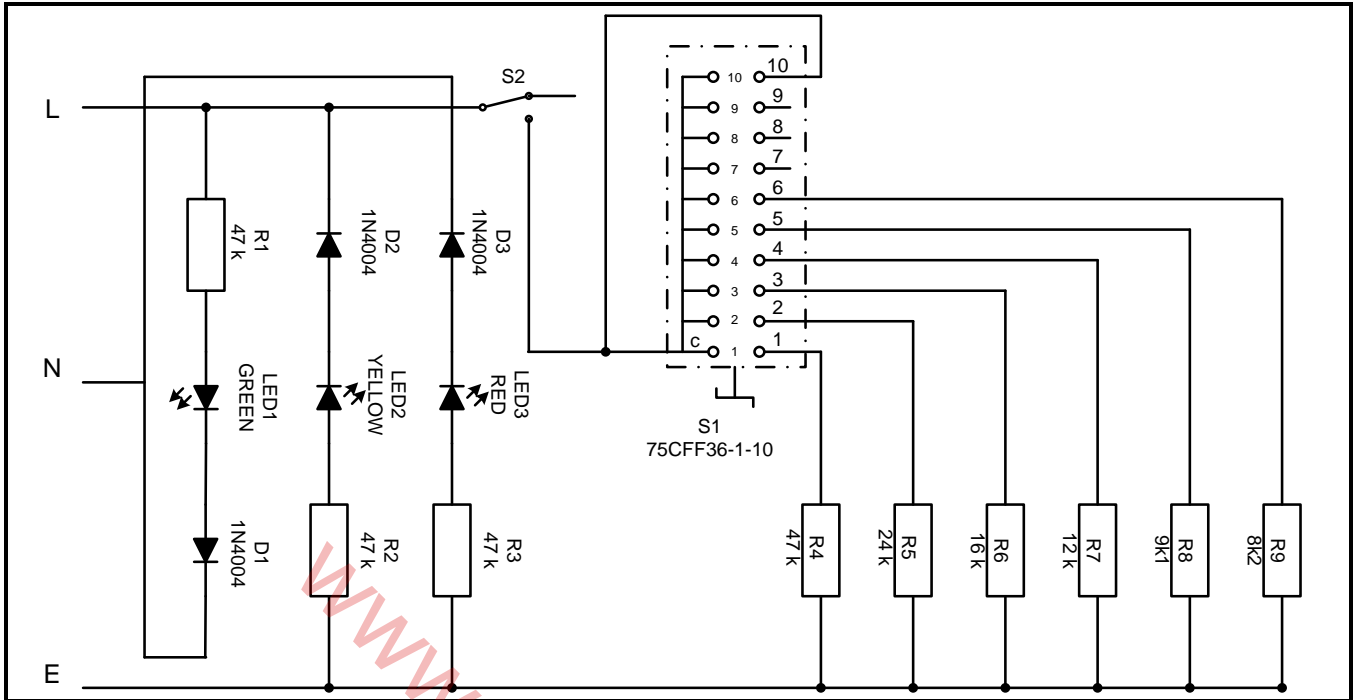 L
N
E
S2
R1
47 k
LED1
GREEN
D1
1N4004
D2
1N4004
LED2
YELLOW
R2
47 k
D3
1N4004
LED3
RED
R3
47 k
10 10
9 9
8 8
7 7
6 6
5 5
4 4
3 3
2 2
c 1 1
S1
75CFF36-1-10
R4
47 k
R5
24 k
R6
16 k
R7
12 k
R8
9k1
R9
8k2
www.